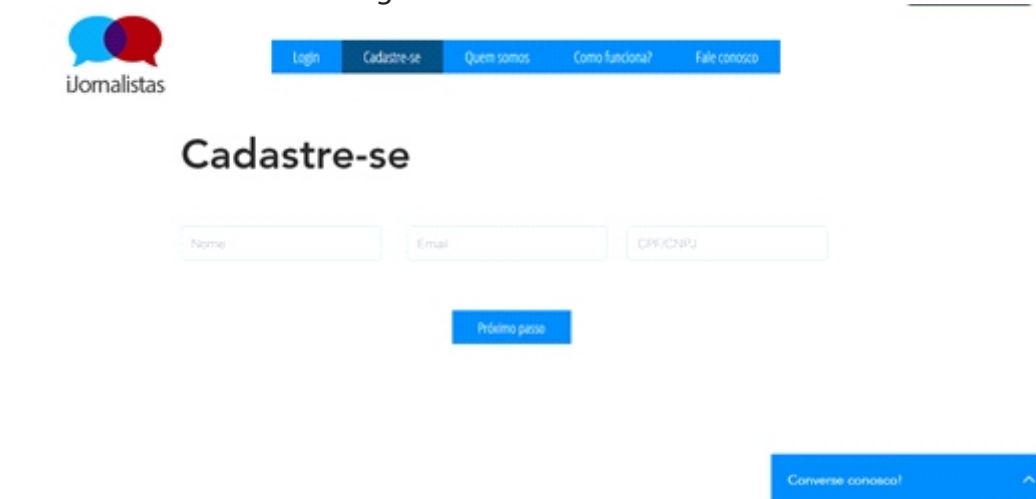 iJornalistas
Login Cadastre-se Quem somos Como funciona? Fale conosco
Cadastre-se
Nome Email CPF/CNPJ
Próximo passo
Converse conosco!